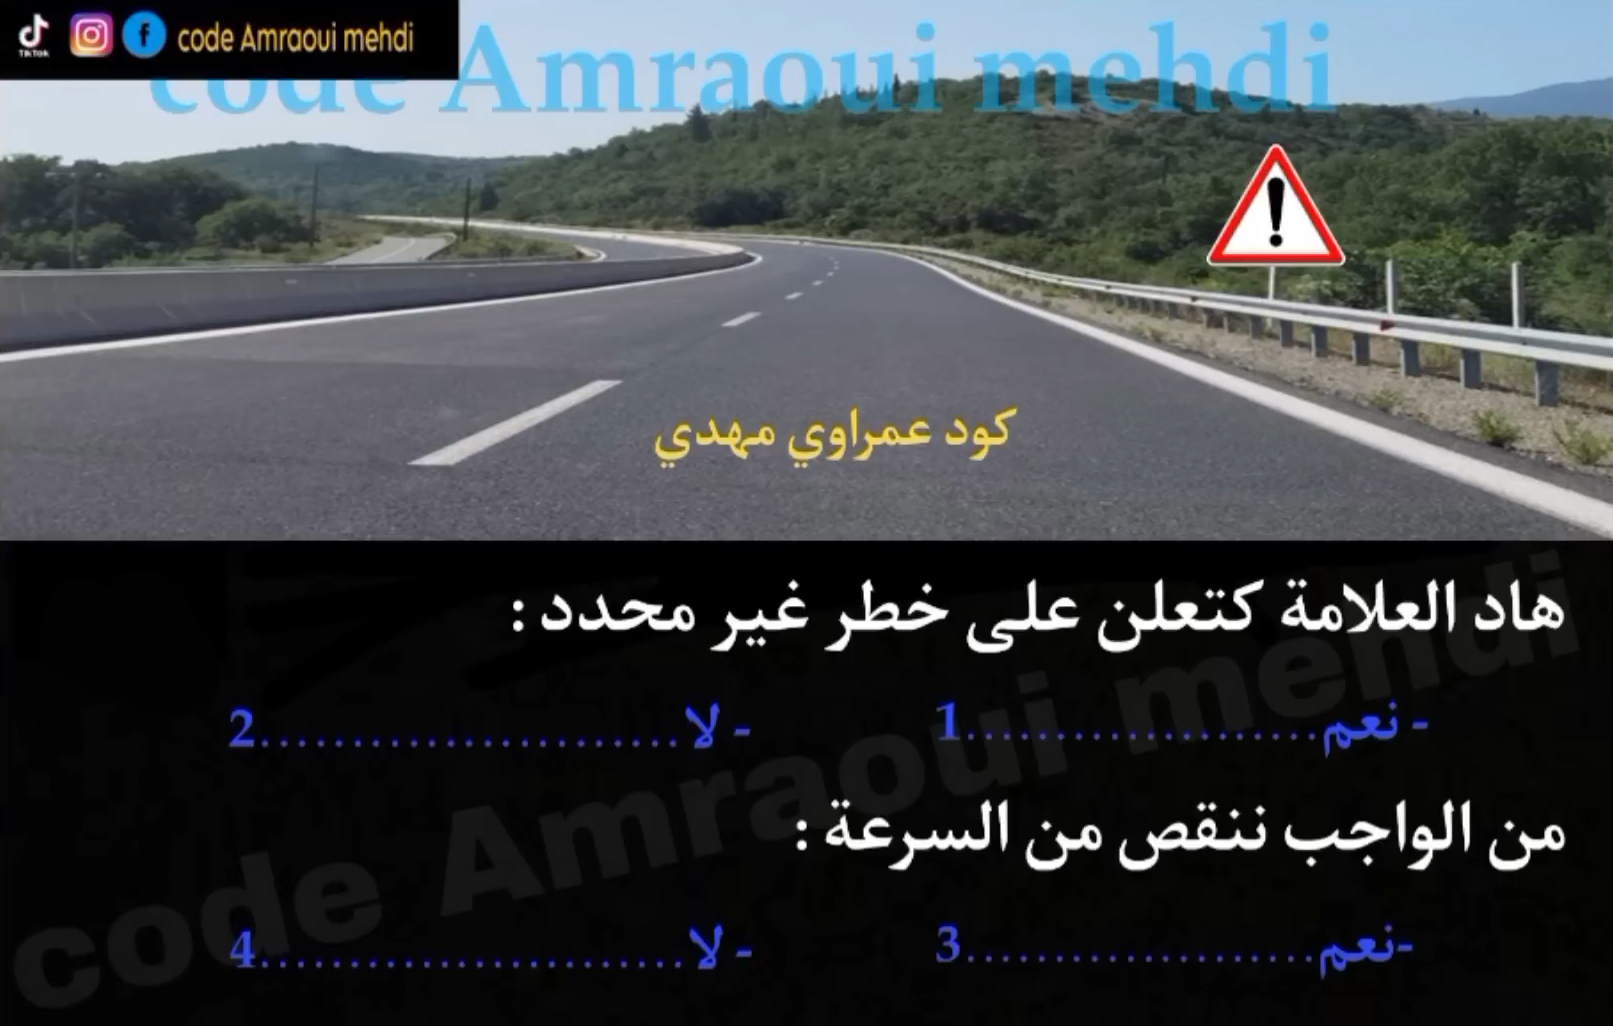 TikTok
code Amraoui mehdi
code Amraoui mehdi
كود عمراوي مهدي
هاد العلامة كتعلن على خطر غير محدد :
- نعم....................1 - لا........................2
من الواجب ننقص من السرعة :
-نعم....................3 - لا........................4
code Amraoui mehdi